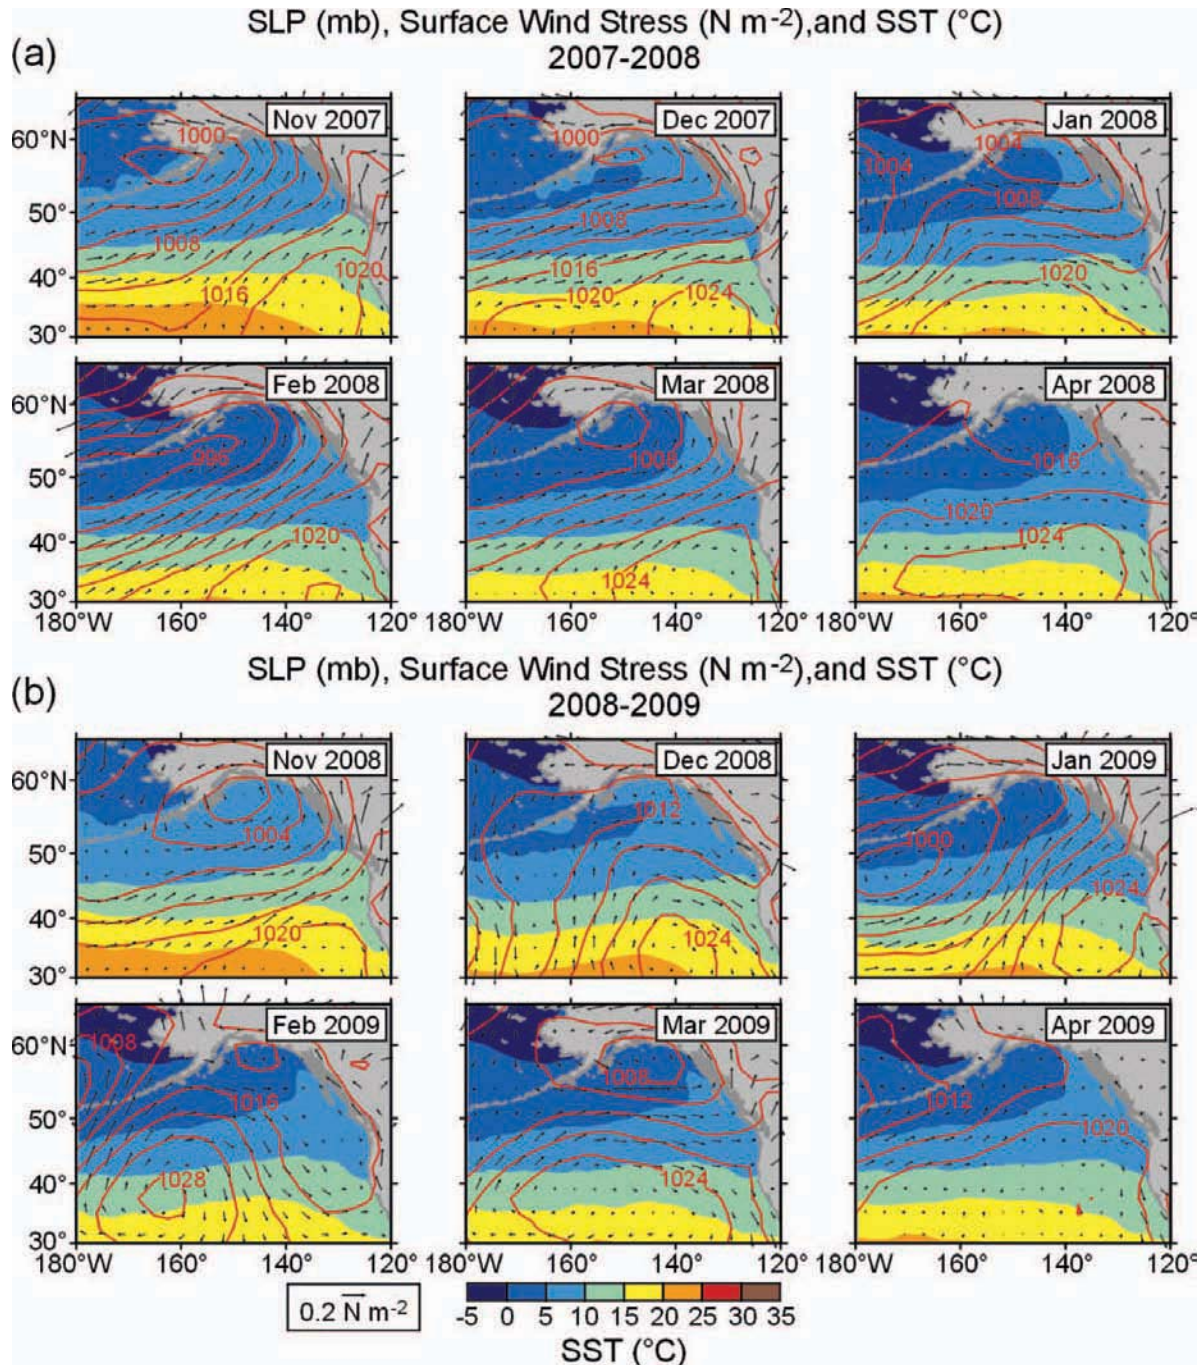 SLP (mb), Surface Wind Stress (N m-2),and SST (°C)
(a)
2007-2008
Nov 2007 Dec 2007 Jan 2008
60°N 1000 1000 1004
1004
50° 1008 1008 1008
40° 1020 1016 1020
1016 1020 1024
30°
Feb 2008 Mar 2008 Apr 2008
60°N
996 1008 1016
50°
1020 1020
40° 1020 1024
1024
30°
180°W 160° 140° 120° 180°W 160° 140° 120° 180°W 160° 140° 120°
SLP (mb), Surface Wind Stress (N m-2),and SST (°C)
(b)
2008-2009
Nov 2008 Dec 2008 Jan 2009
60°N
1004 1012 1000
50°
1024
40°
1020 1024
30°
Feb 2009 Mar 2009 Apr 2009
60°N 1008
1016 1008 1012
50°
1020
40° 1028 1024
30°
180°W 160° 140° 120° 180°W 160° 140° 120° 180°W 160° 140° 120°
0.2 N m-2
-5 0 5 10 15 20 25 30 35
SST (°C)